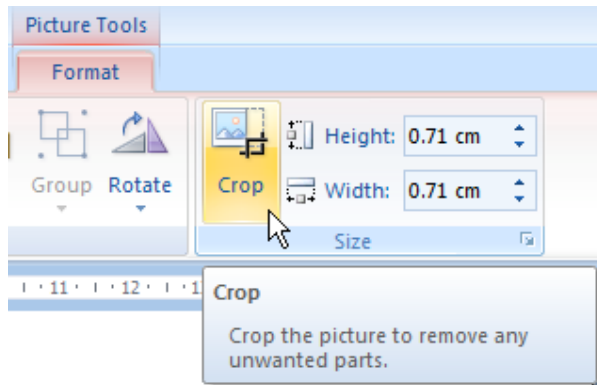 Picture Tools
Format
Height: 0.71 cm
Group Rotate Crop Width: 0.71 cm
Size
11 12 1
Crop
Crop the picture to remove any
unwanted parts.